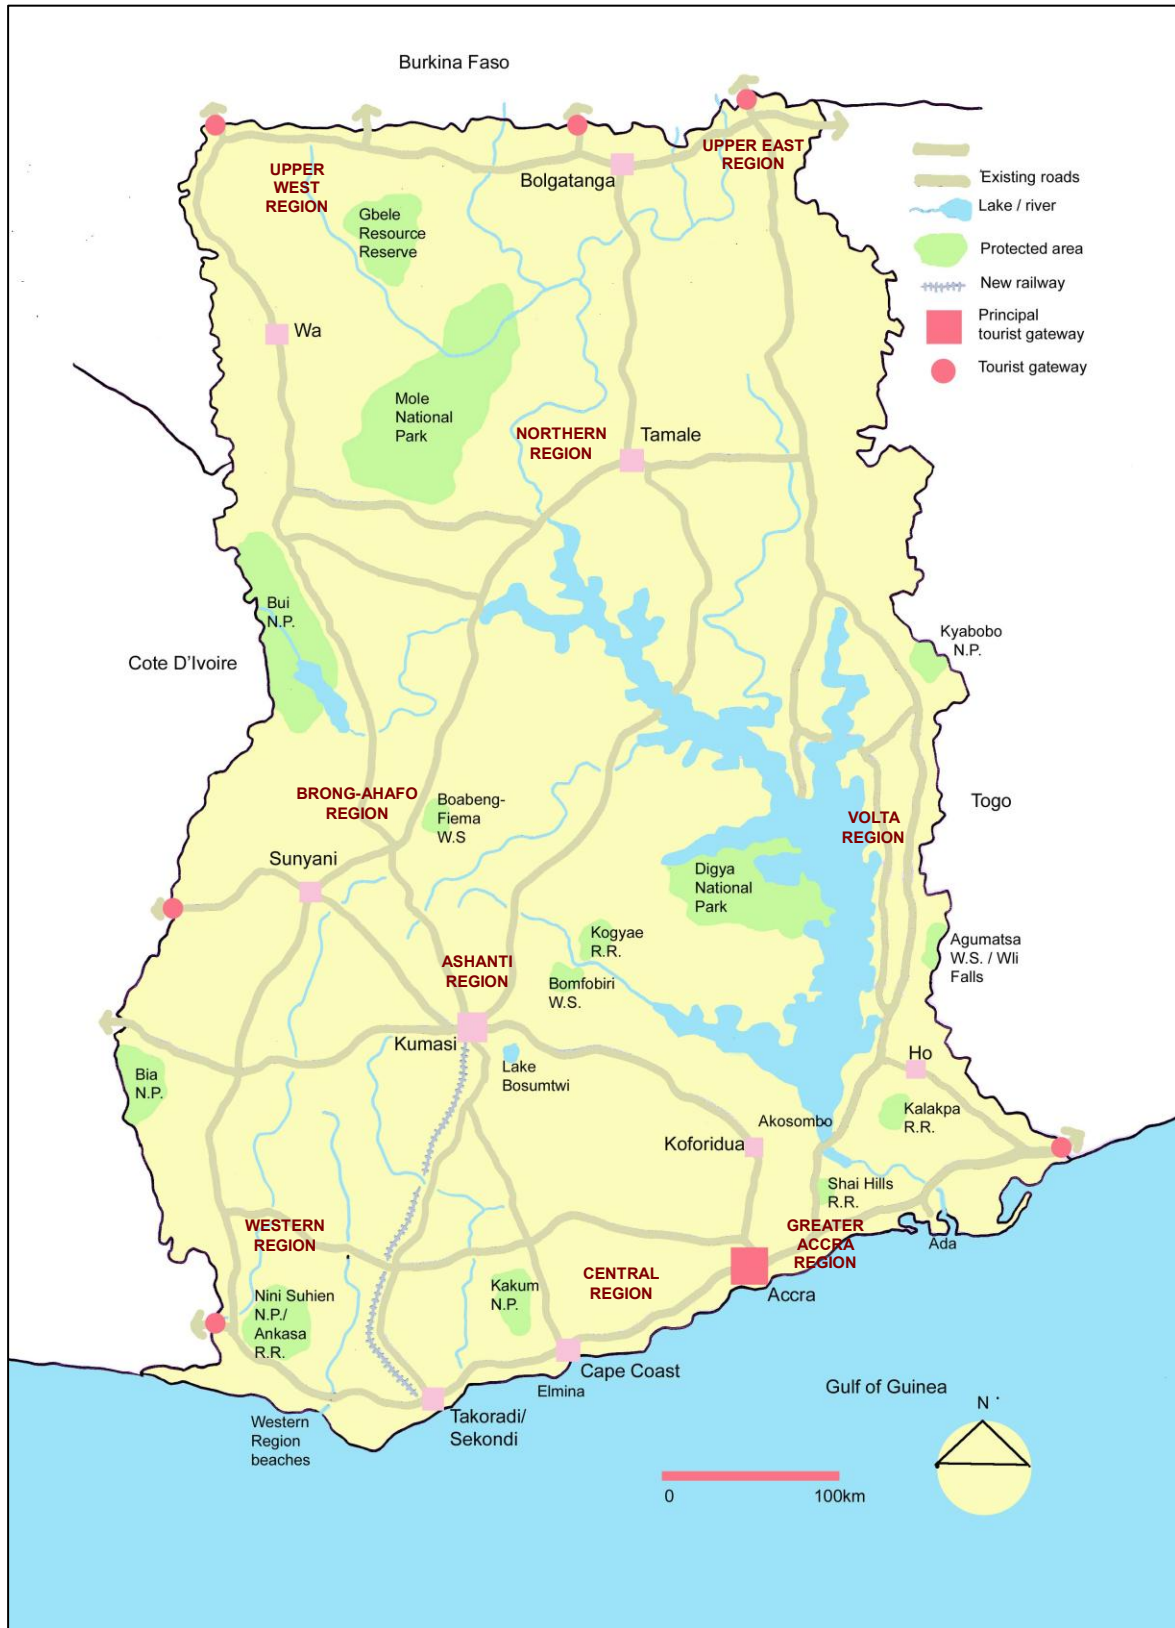 Burkina Faso
UPPER EAST
REGION
UPPER
WEST
REGION
Bolgatanga
Gbele
Resource
Reserve
Existing roads
Lake / river
Protected area
New railway
Principal
tourist gateway
Tourist gateway
Wa
Mole
National
Park
NORTHERN
REGION
Tamale
Bui
N.P.
Cote D'Ivoire
Kyabobo
N.P.
BRONG-AHAFO
REGION
Boabeng-
Fiema
W.S
VOLTA
REGION
Togo
Sunyani
Digya
National
Park
Kogyae
R.R.
Agumatsa
W.S. / Wli
Falls
ASHANTI
REGION
Bomfobiri
W.S.
Kumasi
Lake
Bosumtwi
Ho
Bia
N.P.
Kalakpa
R.R.
Akosombo
Koforidua
Shai Hills
R.R.
WESTERN
REGION
GREATER
ACCRA
REGION
Ada
CENTRAL
REGION
Kakum
N.P.
Accra
Nini Suhien
N.P./
Ankasa
R.R.
Cape Coast
Elmina
Gulf of Guinea
Western
Region
beaches
Takoradi/
Sekondi
N
0 100km